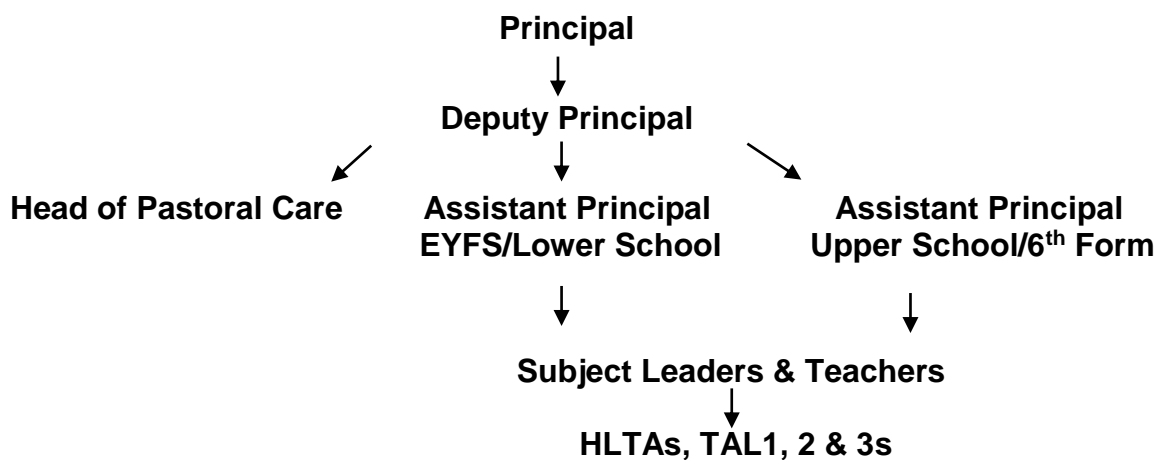 Principal
Deputy Principal
Head of Pastoral Care
Assistant Principal
EYFS/Lower School
Assistant Principal
Upper School/6th Form
Subject Leaders & Teachers
HLTAs, TAL1, 2 & 3s